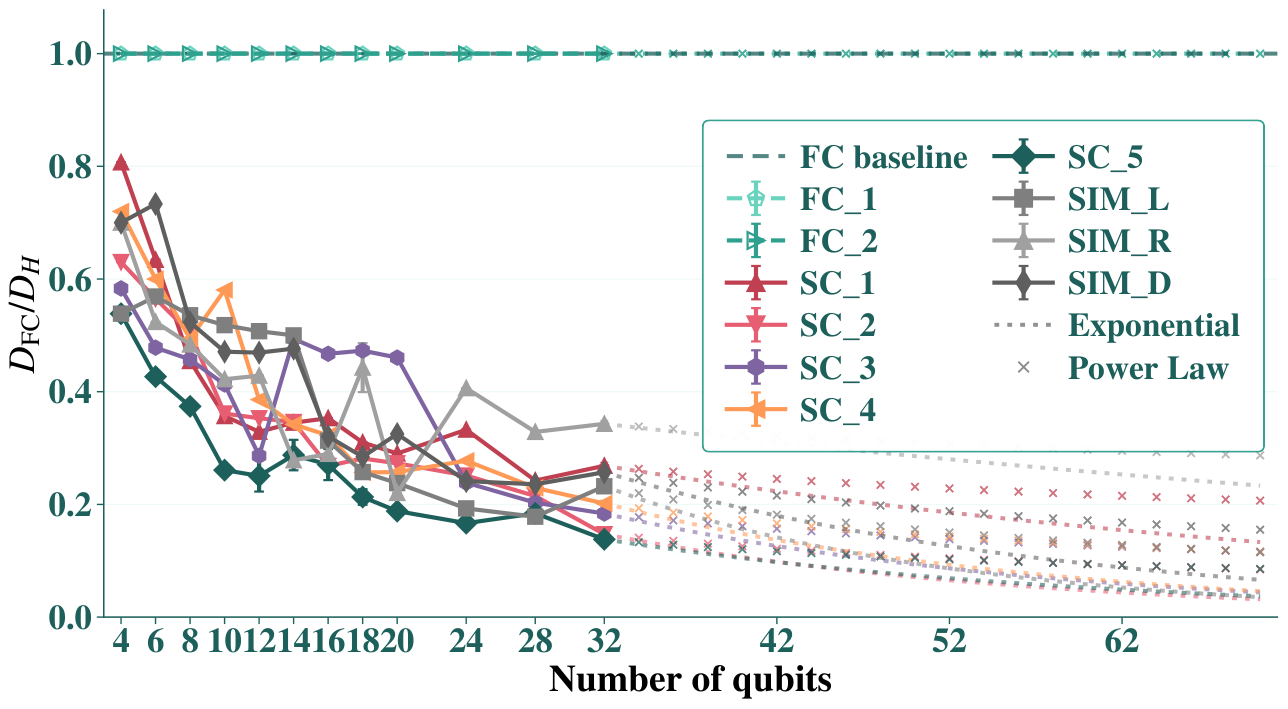 1.0
0.8
0.6
0.4
0.2
0.0
D_FC/D_H
FC baseline
FC_1
FC_2
SC_1
SC_2
SC_3
SC_4
SC_5
SIM_L
SIM_R
SIM_D
Exponential
Power Law
4 6 8 10 12 14 16 18 20 24 28 32 42 52 62
Number of qubits